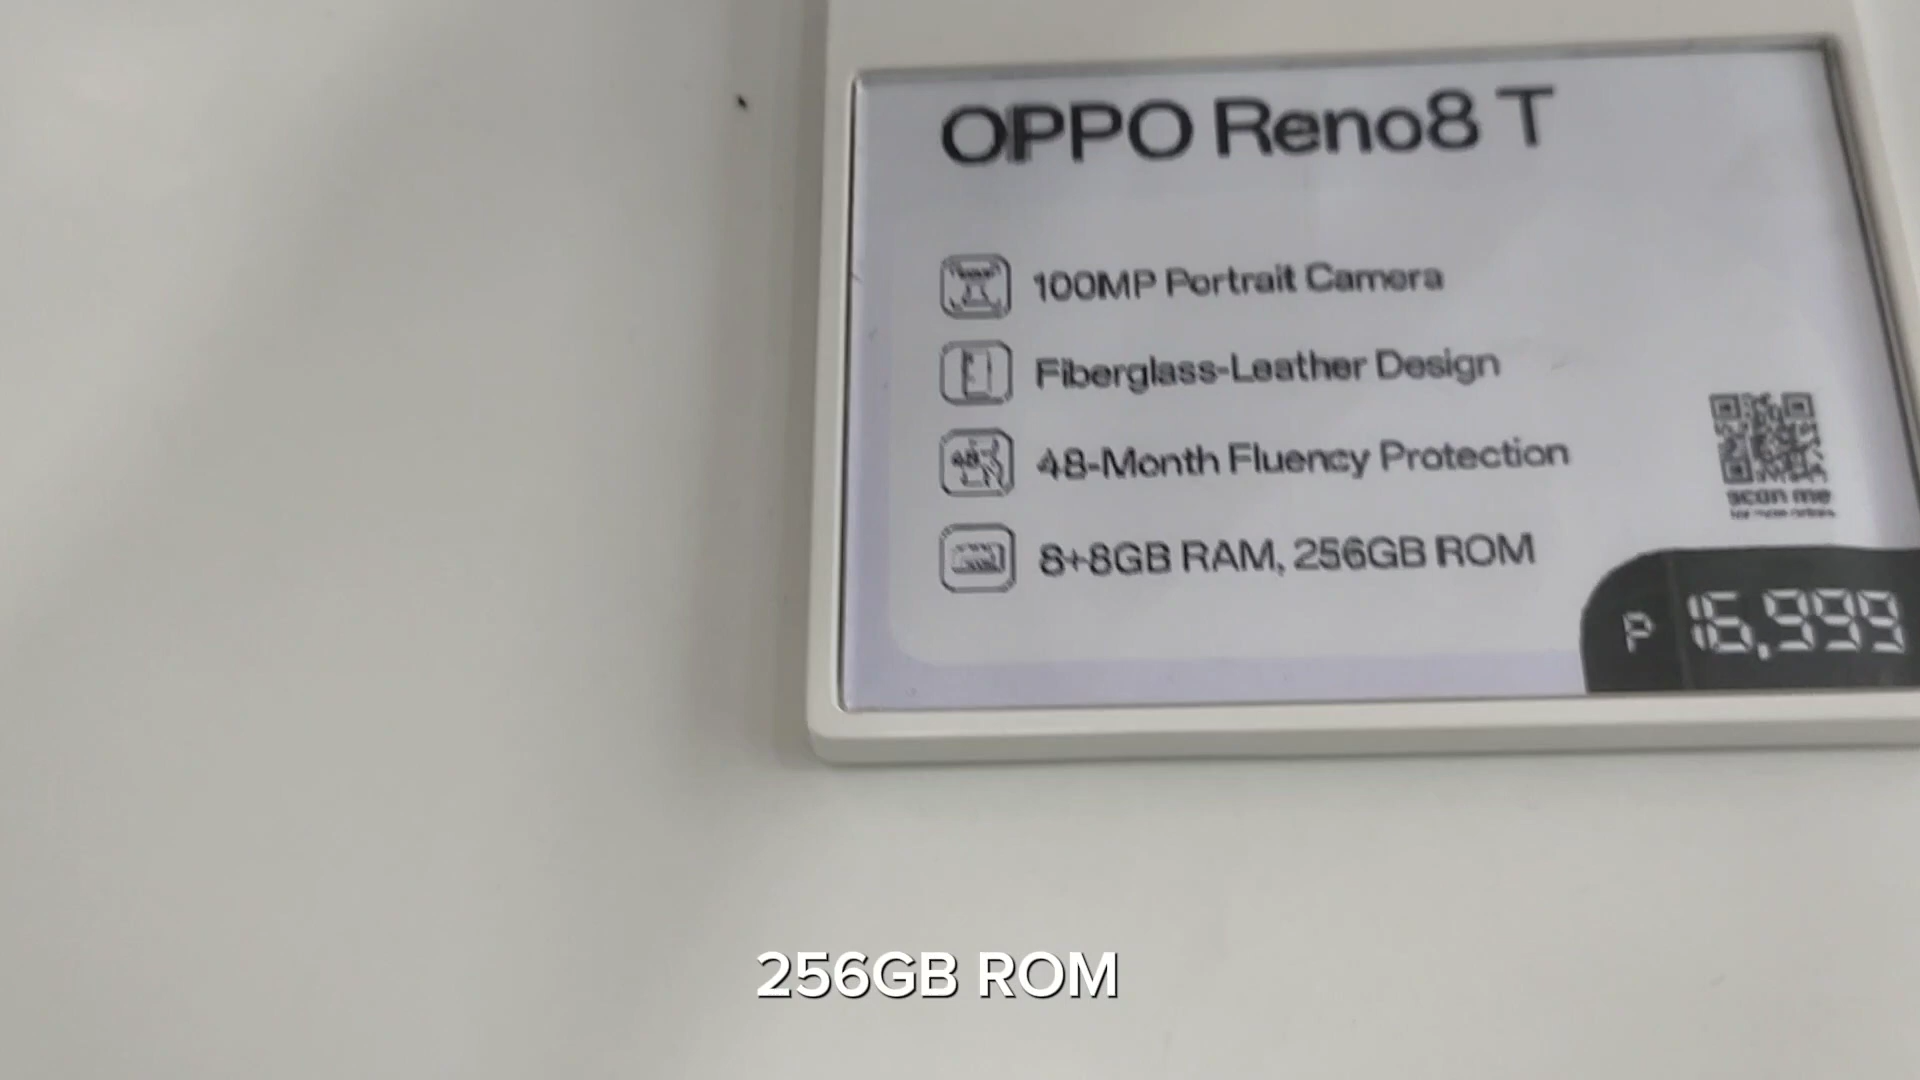 OPPO Reno8 T
100MP Portrait Camera
Fiberglass-Leather Design
48-Month Fluency Protection
8+8GB RAM, 256GB ROM
scan me
P 16,999
256GB ROM